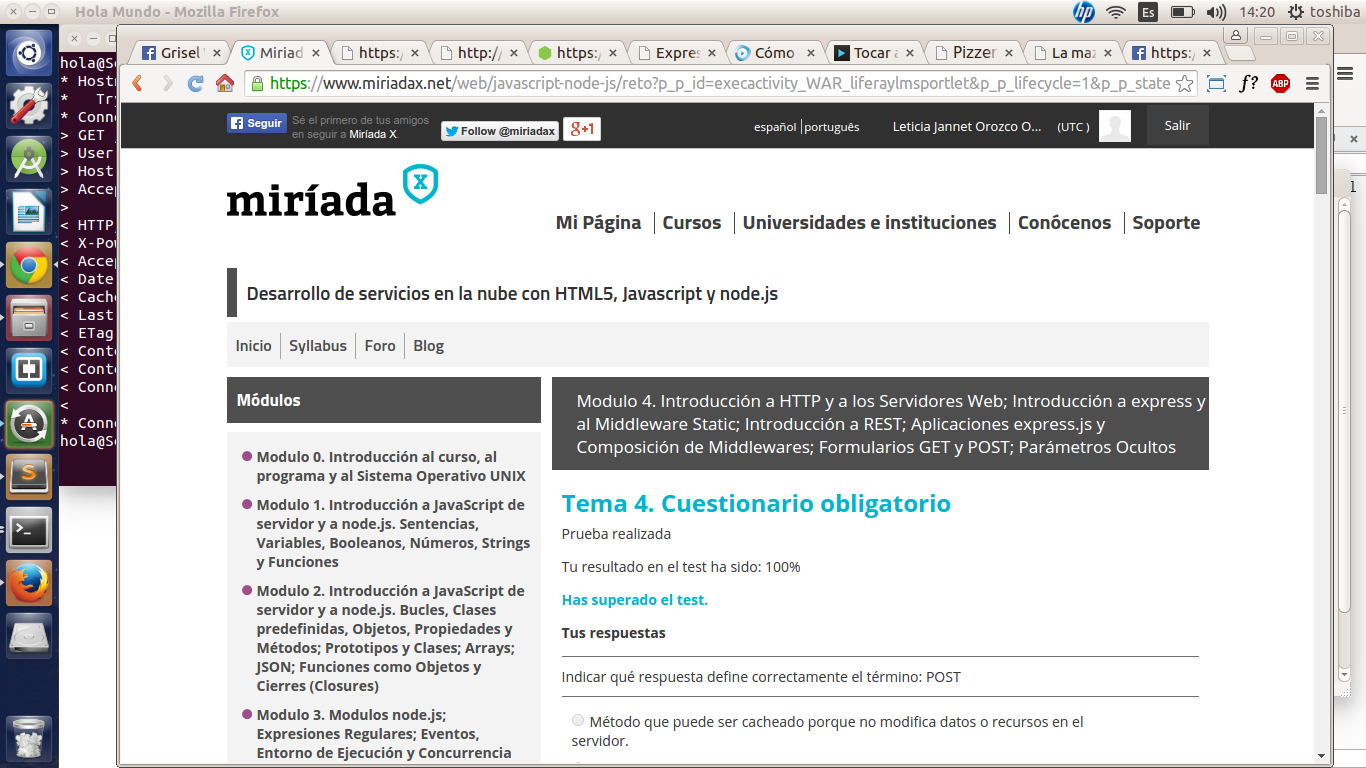 Hola Mundo - Mozilla Firefox
Es
14:20
toshiba
hola@S
* Host
* Tr
* Conn
> GET
> User
> Host
> Acce
>
< HTTP
< X-Po
< Acce
< Date
< Cach
< Last
< ETag
< Cont
< Cont
< Conn
<
* Conn
hola@S
Grisel
Miriad
https:/
http://
https:/
Expres
Cómo
Tocar a
Pizzer
La maz
https:/
https://www.miriadax.net/web/javascript-node-js/reto?p_p_id=execactivity_WAR_liferaylmsportlet&p_p_lifecycle=1&p_p_state
f?
ABP
Seguir
Sé el primero de tus amigos
en seguir a Miríada X.
Follow @miriadax
g+1
español
português
Leticia Jannet Orozco O...
(UTC )
Salir
miríada
X
Mi Página
Cursos
Universidades e instituciones
Conócenos
Soporte
Desarrollo de servicios en la nube con HTML5, Javascript y node.js
Inicio
Syllabus
Foro
Blog
Módulos
Modulo 0. Introducción al curso, al
programa y al Sistema Operativo UNIX
Modulo 1. Introducción a JavaScript de
servidor y a node.js. Sentencias,
Variables, Booleanos, Números, Strings
y Funciones
Modulo 2. Introducción a JavaScript de
servidor y a node.js. Bucles, Clases
predefinidas, Objetos, Propiedades y
Métodos; Prototipos y Clases; Arrays;
JSON; Funciones como Objetos y
Cierres (Closures)
Modulo 3. Modulos node.js;
Expresiones Regulares; Eventos,
Entorno de Ejecución y Concurrencia
Modulo 4. Introducción a HTTP y a los Servidores Web; Introducción a express y
al Middleware Static; Introducción a REST; Aplicaciones express.js y
Composición de Middlewares; Formularios GET y POST; Parámetros Ocultos
Tema 4. Cuestionario obligatorio
Prueba realizada
Tu resultado en el test ha sido: 100%
Has superado el test.
Tus respuestas
Indicar qué respuesta define correctamente el término: POST
Método que puede ser cacheado porque no modifica datos o recursos en el
servidor.